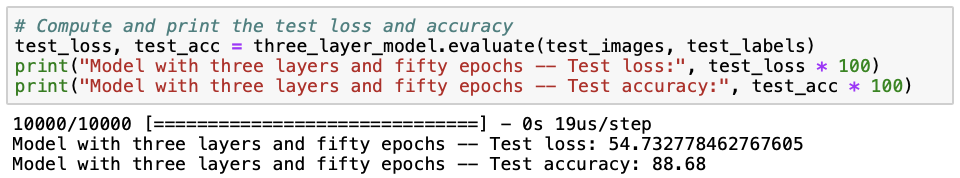 # Compute and print the test loss and accuracy
test_loss, test_acc = three_layer_model.evaluate(test_images, test_labels)
print("Model with three layers and fifty epochs -- Test loss:", test_loss * 100)
print("Model with three layers and fifty epochs -- Test accuracy:", test_acc * 100)
10000/10000 [==============================] - 0s 19us/step
Model with three layers and fifty epochs -- Test loss: 54.732778462767605
Model with three layers and fifty epochs -- Test accuracy: 88.68